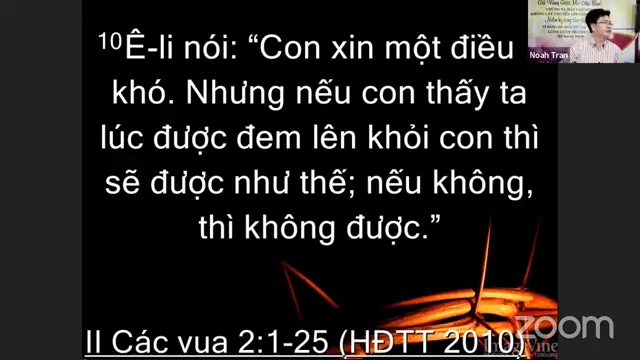 ¹⁰Ê-li nói: “Con xin một điều
khó. Nhưng nếu con thấy ta
lúc được đem lên khỏi con thì
sẽ được như thế; nếu không,
thì không được.”
II Các vua 2:1-25 (HĐTT 2010)
zoom
Noah Tran